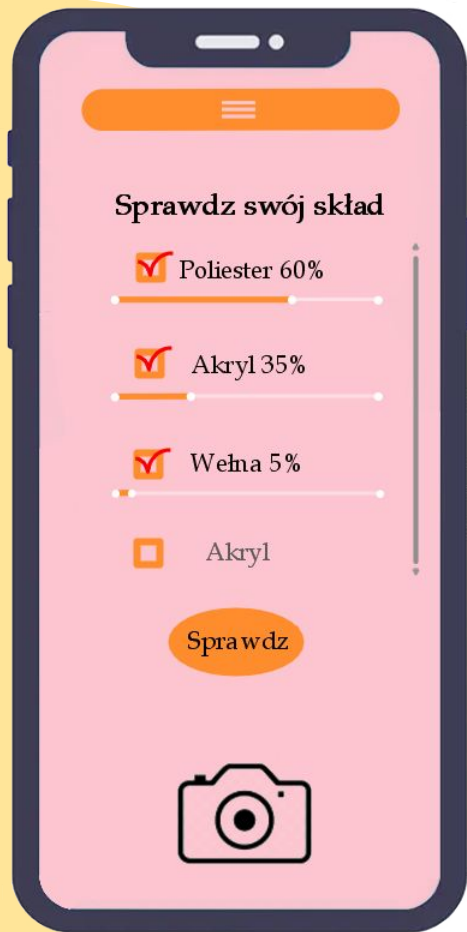 Sprawdz swój skład
Poliester 60%
Akryl 35%
Wełna 5%
Akryl
Sprawdz